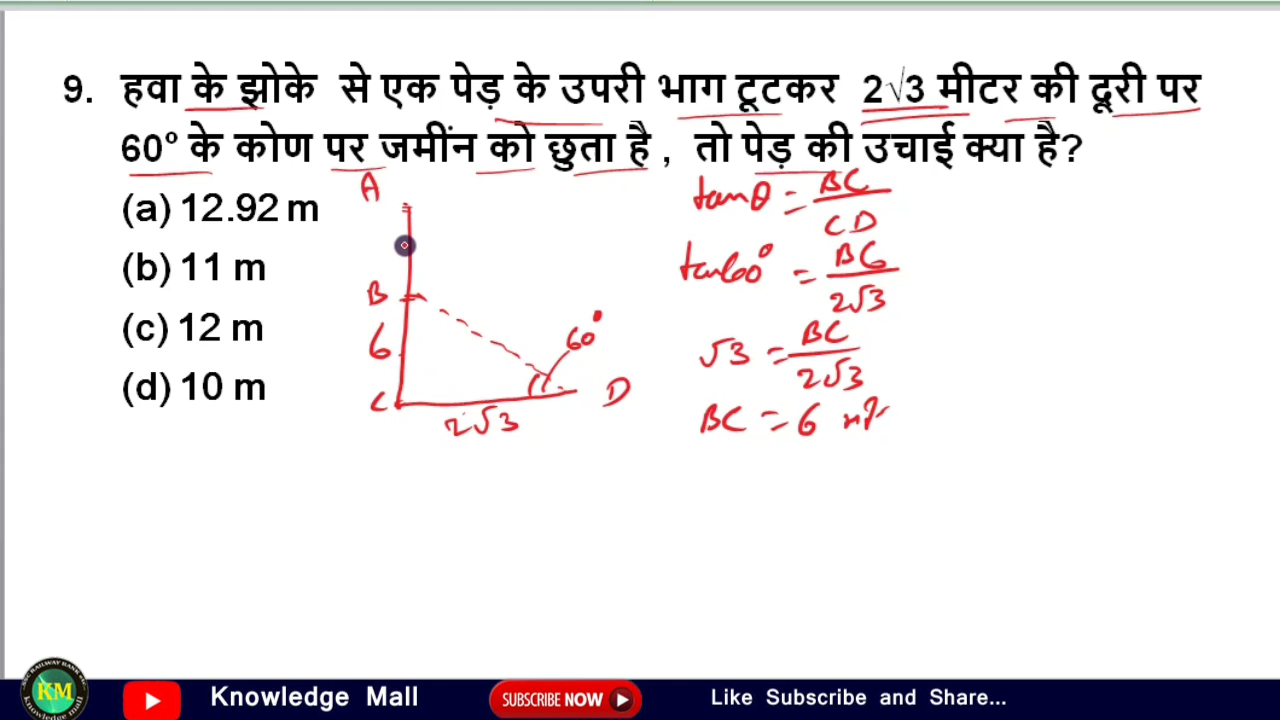 9. हवा के झोके से एक पेड़ के उपरी भाग टूटकर 2√3 मीटर की दूरी पर
60° के कोण पर जमींन को छुता है , तो पेड़ की उचाई क्या है?
(a) 12.92 m
(b) 11 m
(c) 12 m
(d) 10 m
A
B
6
C
2√3
60°
D
tanθ = BC/CD
tan60° = BC/2√3
√3 = BC/2√3
BC = 6
KM
Knowledge Mall
SUBSCRIBE NOW
Like Subscribe and Share...